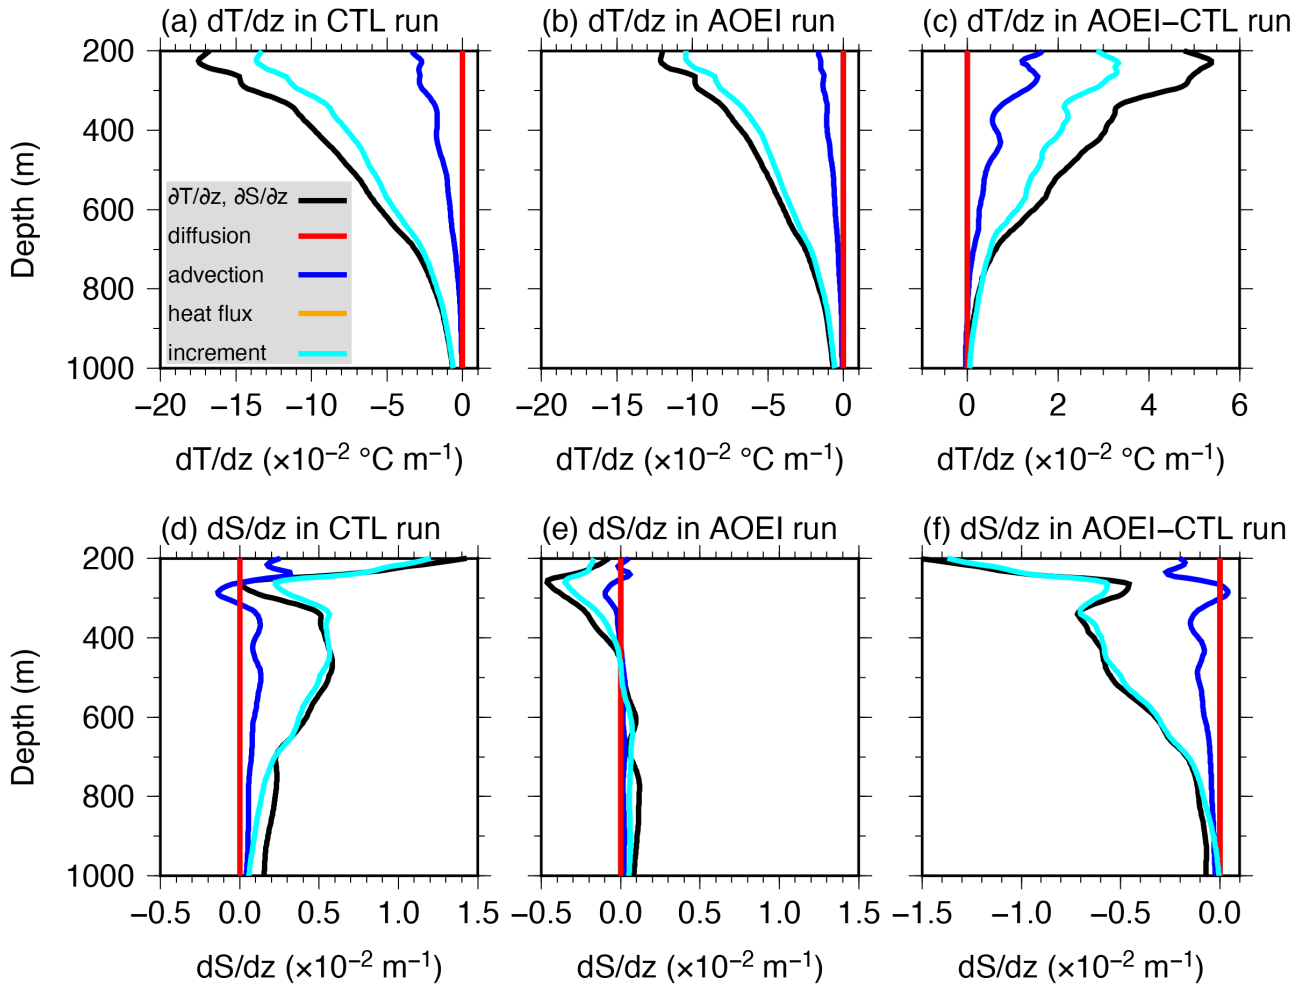 (a) dT/dz in CTL run
(b) dT/dz in AOEI run
(c) dT/dz in AOEI−CTL run
200
400
600
800
1000
Depth (m)
∂T/∂z, ∂S/∂z
diffusion
advection
heat flux
increment
−20 −15 −10 −5 0
−20 −15 −10 −5 0
0 2 4 6
dT/dz (×10−2 °C m−1)
dT/dz (×10−2 °C m−1)
dT/dz (×10−2 °C m−1)
(d) dS/dz in CTL run
(e) dS/dz in AOEI run
(f) dS/dz in AOEI−CTL run
200
400
600
800
1000
Depth (m)
−0.5 0.0 0.5 1.0 1.5
−0.5 0.0 0.5 1.0 1.5
−1.5 −1.0 −0.5 0.0
dS/dz (×10−2 m−1)
dS/dz (×10−2 m−1)
dS/dz (×10−2 m−1)